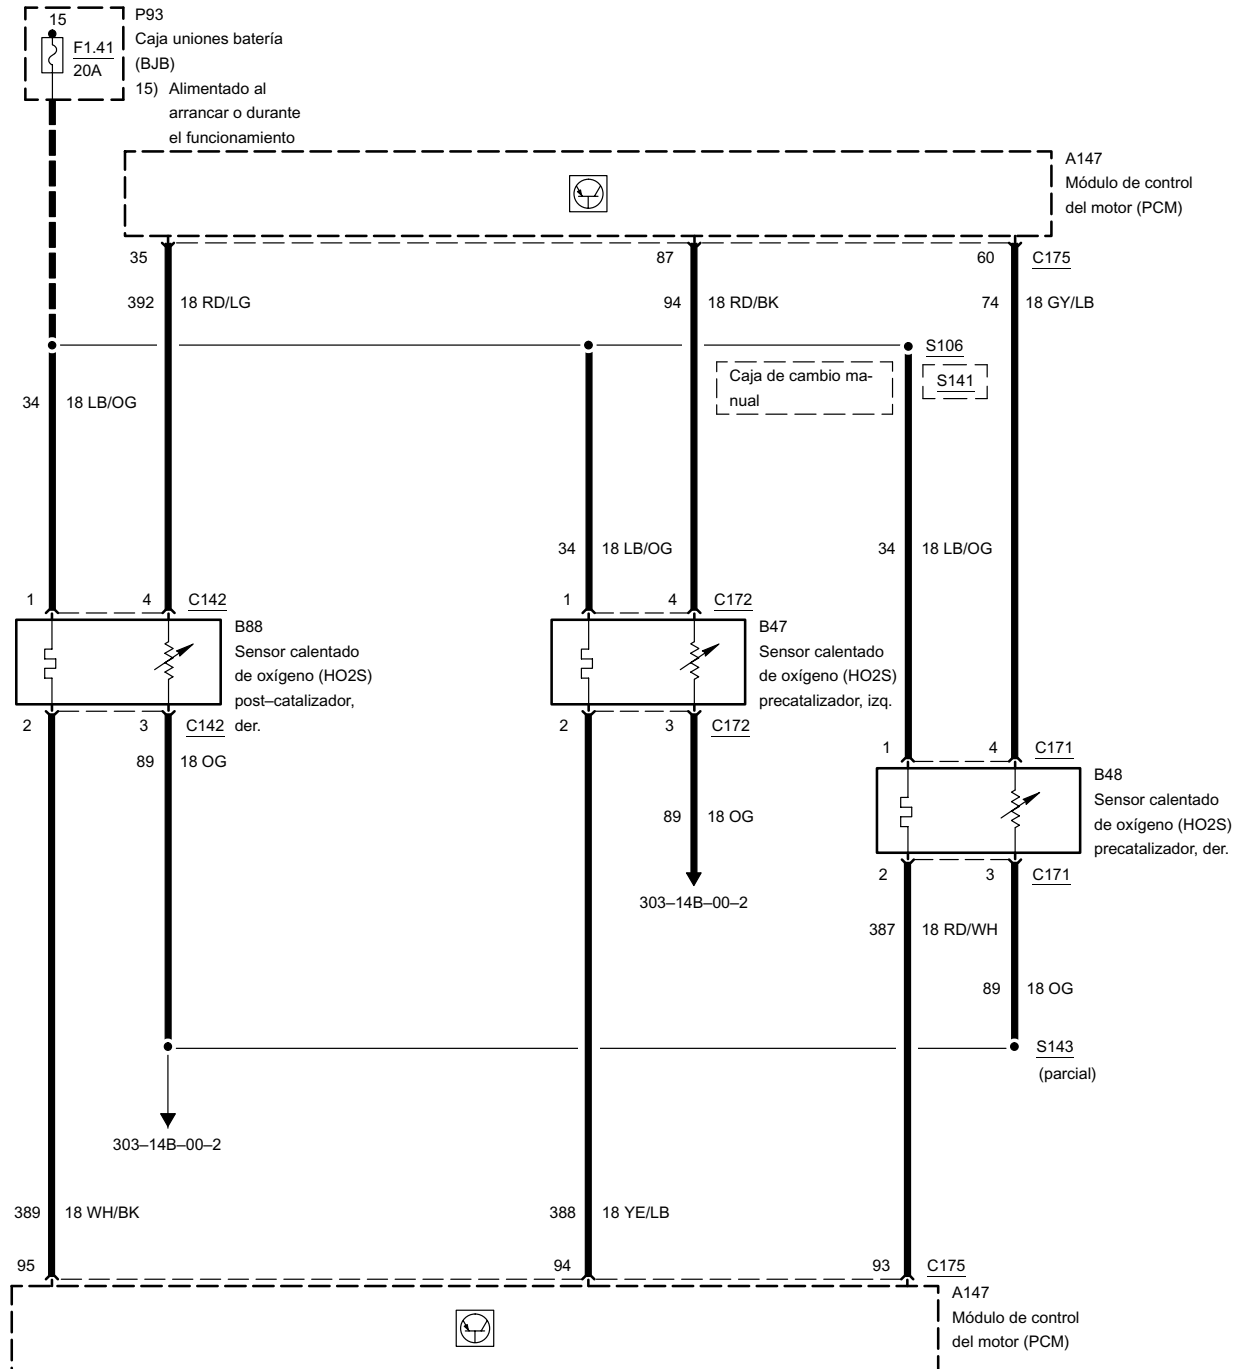 15
F1.41
20A
P93
Caja uniones batería
(BJB)
15) Alimentado al
arrancar o durante
el funcionamiento
A147
Módulo de control
del motor (PCM)
35
87
60
C175
392
18 RD/LG
94
18 RD/BK
74
18 GY/LB
S106
Caja de cambio ma-
nual
S141
34
18 LB/OG
34
18 LB/OG
34
18 LB/OG
1
4
C142
B88
Sensor calentado
de oxígeno (HO2S)
post–catalizador,
der.
2
3
C142
89
18 OG
1
4
C172
B47
Sensor calentado
de oxígeno (HO2S)
precatalizador, izq.
2
3
C172
89
18 OG
303–14B–00–2
1
4
C171
B48
Sensor calentado
de oxígeno (HO2S)
precatalizador, der.
2
3
C171
387
18 RD/WH
89
18 OG
S143
(parcial)
303–14B–00–2
389
18 WH/BK
388
18 YE/LB
95
94
93
C175
A147
Módulo de control
del motor (PCM)